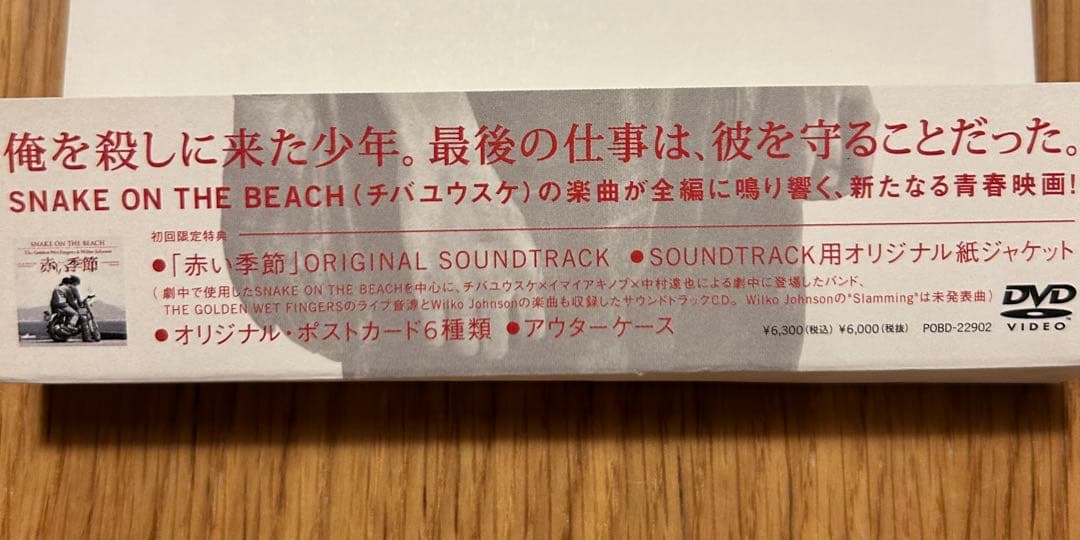 俺を殺しに来た少年。最後の仕事は、彼を守ることだった。
SNAKE ON THE BEACH（チバユウスケ）の楽曲が全編に鳴り響く、新たなる青春映画！
初回限定特典
●「赤い季節」ORIGINAL SOUNDTRACK ●SOUNDTRACK用オリジナル紙ジャケット
（劇中で使用したSNAKE ON THE BEACHを中心に、チバユウスケ×イマイアキノブ×中村達也による劇中に登場したバンド、
THE GOLDEN WET FINGERSのライブ音源とWilko Johnsonの楽曲も収録したサウンドトラックCD。Wilko Johnsonの"Slamming"は未発表曲）
●オリジナル・ポストカード6種類 ●アウターケース
¥6,300（税込）¥6,000（税抜） POBD-22902
DVD
VIDEO
TM
SNAKE ON THE BEACH
The Golden Wet Fingers & Wilko Johnson
赤い季節